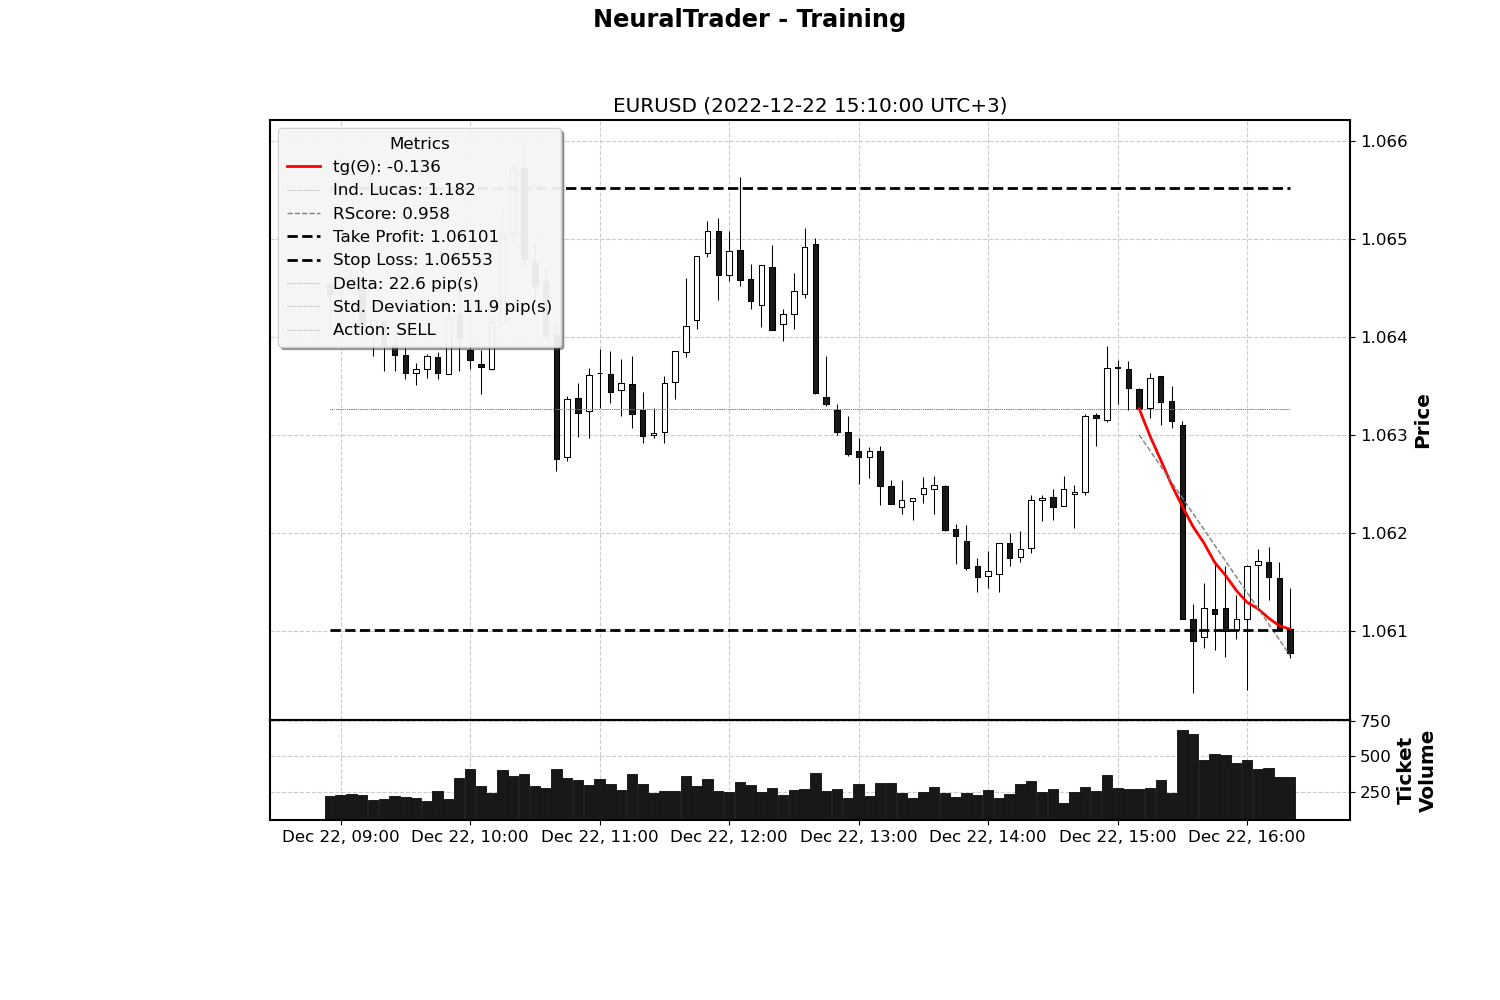 NeuralTrader - Training
EURUSD (2022-12-22 15:10:00 UTC+3)
Metrics
tg(Θ): -0.136
Ind. Lucas: 1.182
RScore: 0.958
Take Profit: 1.06101
Stop Loss: 1.06553
Delta: 22.6 pip(s)
Std. Deviation: 11.9 pip(s)
Action: SELL
1.066
1.065
1.064
1.063
1.062
1.061
Price
750
500
250
Ticket
Volume
Dec 22, 09:00 Dec 22, 10:00 Dec 22, 11:00 Dec 22, 12:00 Dec 22, 13:00 Dec 22, 14:00 Dec 22, 15:00 Dec 22, 16:00